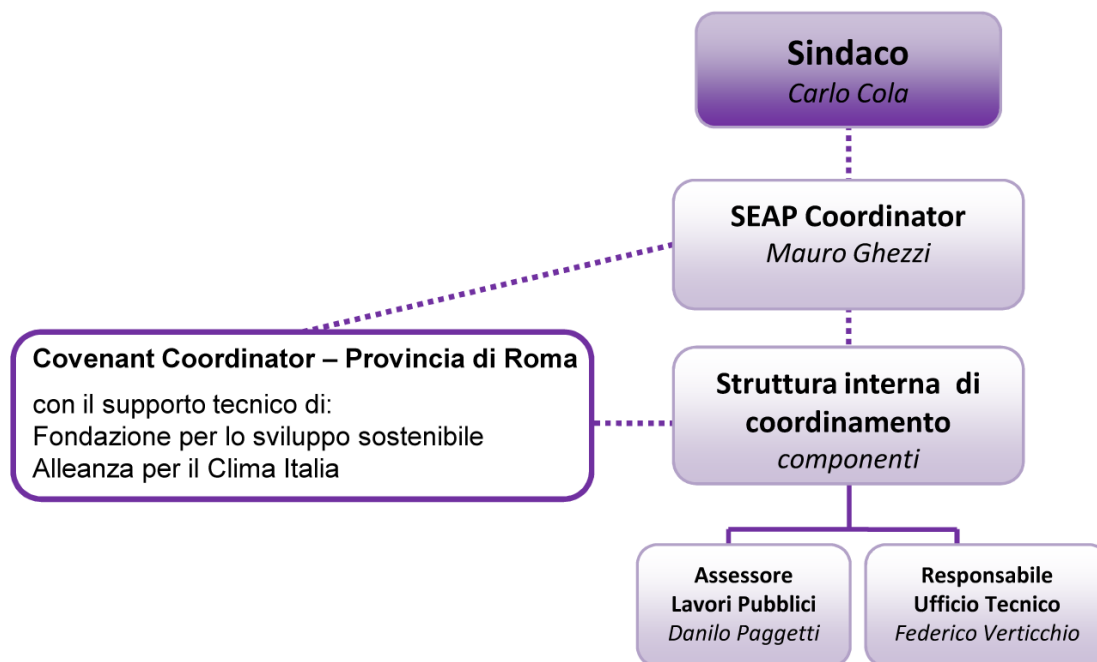 Sindaco
Carlo Cola
SEAP Coordinator
Mauro Ghezzi
Covenant Coordinator – Provincia di Roma
con il supporto tecnico di:
Fondazione per lo sviluppo sostenibile
Alleanza per il Clima Italia
Struttura interna di
coordinamento
componenti
Assessore
Lavori Pubblici
Danilo Paggetti
Responsabile
Ufficio Tecnico
Federico Verticchio